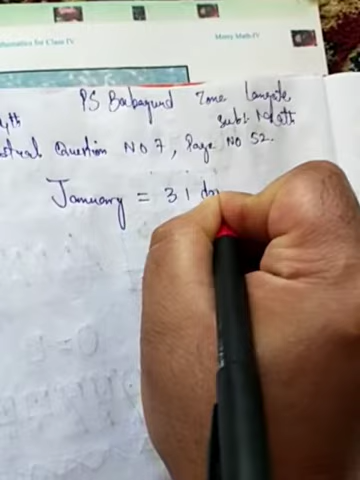 Mathematics for Class-IV Merry Math-IV
PS Babagund Zone Langate
4th Sub:- Math
Question No 7, Page No 52.
January = 31 da